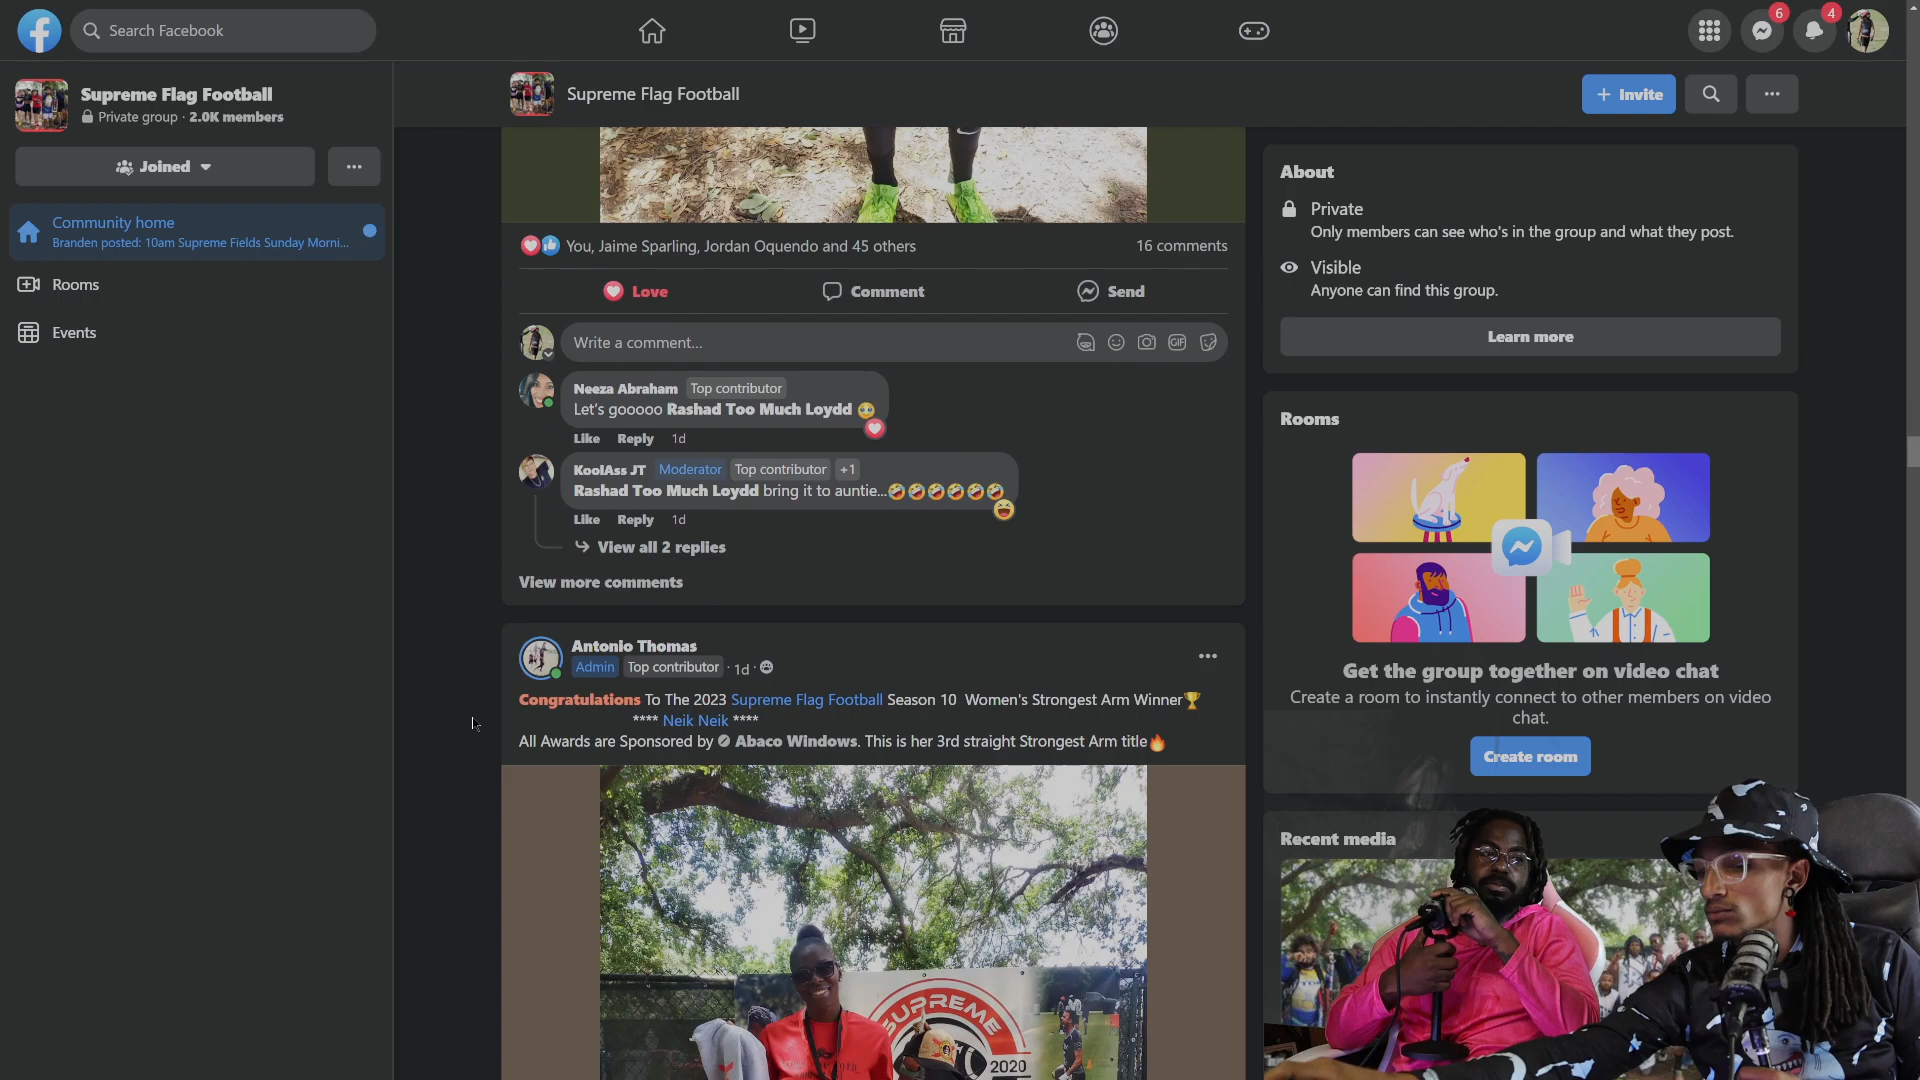 Search Facebook
6
4
Supreme Flag Football
Private group · 2.0K members
Joined
Community home
Branden posted: 10am Supreme Fields Sunday Morni...
Rooms
Events
Supreme Flag Football
+ Invite
You, Jaime Sparling, Jordan Oquendo and 45 others
16 comments
Love
Comment
Send
Write a comment...
GIF
Neeza Abraham Top contributor
Let's gooooo Rashad Too Much Loydd 🥹
Like Reply 1d
KoolAss JT Moderator Top contributor +1
Rashad Too Much Loydd bring it to auntie...🤣🤣🤣🤣🤣🤣
Like Reply 1d
View all 2 replies
View more comments
Antonio Thomas
Admin Top contributor · 1d ·
Congratulations To The 2023 Supreme Flag Football Season 10 Women's Strongest Arm Winner🏆
**** Neik Neik ****
All Awards are Sponsored by Abaco Windows. This is her 3rd straight Strongest Arm title🔥
SUPREME
2020
About
Private
Only members can see who's in the group and what they post.
Visible
Anyone can find this group.
Learn more
Rooms
Get the group together on video chat
Create a room to instantly connect to other members on video
chat.
Create room
Recent media